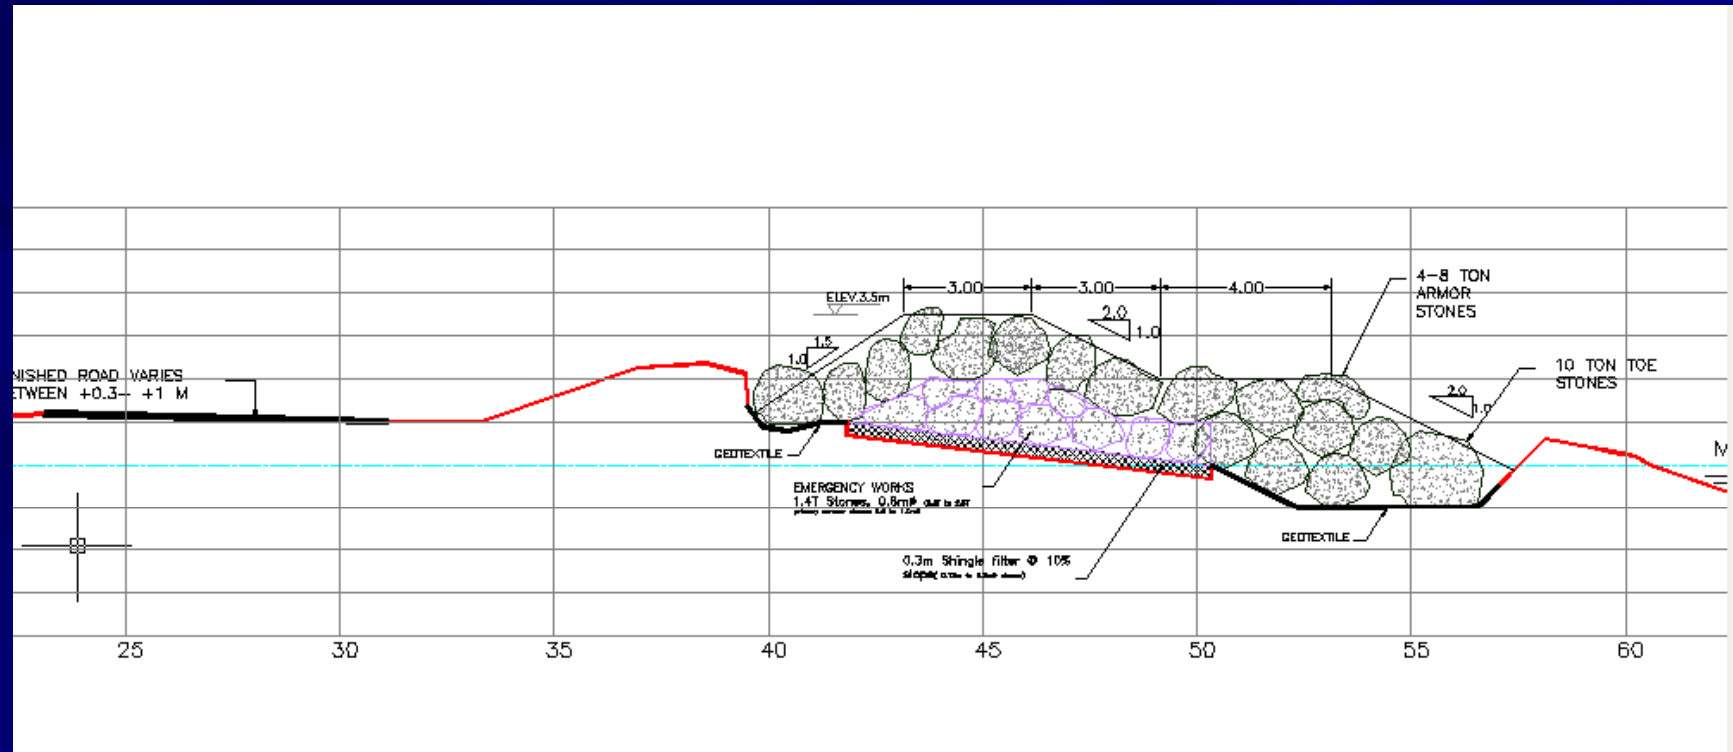 ELEV.3.5m
3.00
3.00
4.00
4-8 TON
ARMOR
STONES
2.0
1.0
1.5
1.0
10 TON TOE
STONES
NISHED ROAD VARIES
ETWEEN +0.3- +1 M
2.0
1.0
M
GEOTEXTILE
EMERGENCY WORKS
1.4T Stones, 0.8m
GEOTEXTILE
0.3m Shingle filter @ 10%
slope
25
30
35
40
45
50
55
60